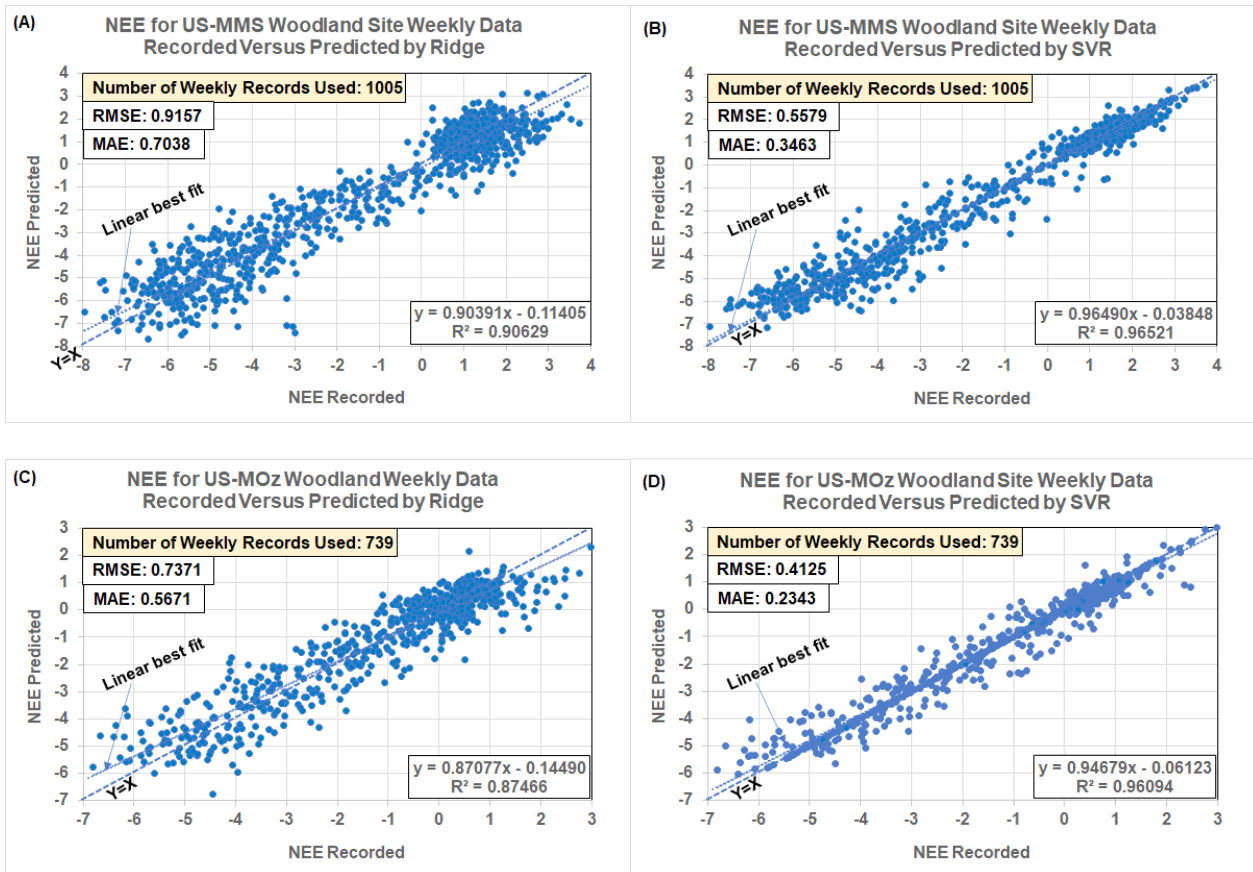 (A)
NEE for US-MMS Woodland Site Weekly Data
Recorded Versus Predicted by Ridge
Number of Weekly Records Used: 1005
RMSE: 0.9157
MAE: 0.7038
Linear best fit
Y=X
y = 0.90391x - 0.11405
R² = 0.90629
NEE Predicted
4
3
2
1
0
-1
-2
-3
-4
-5
-6
-7
-8
-8 -7 -6 -5 -4 -3 -2 -1 0 1 2 3 4
NEE Recorded
(B)
NEE for US-MMS Woodland Site Weekly Data
Recorded Versus Predicted by SVR
Number of Weekly Records Used: 1005
RMSE: 0.5579
MAE: 0.3463
Linear best fit
Y=X
y = 0.96490x - 0.03848
R² = 0.96521
NEE Predicted
4
3
2
1
0
-1
-2
-3
-4
-5
-6
-7
-8
-8 -7 -6 -5 -4 -3 -2 -1 0 1 2 3 4
NEE Recorded
(C)
NEE for US-MOz Woodland Weekly Data
Recorded Versus Predicted by Ridge
Number of Weekly Records Used: 739
RMSE: 0.7371
MAE: 0.5671
Linear best fit
Y=X
y = 0.87077x - 0.14490
R² = 0.87466
NEE Predicted
3
2
1
0
-1
-2
-3
-4
-5
-6
-7
-7 -6 -5 -4 -3 -2 -1 0 1 2 3
NEE Recorded
(D)
NEE for US-MOz Woodland Site Weekly Data
Recorded Versus Predicted by SVR
Number of Weekly Records Used: 739
RMSE: 0.4125
MAE: 0.2343
Linear best fit
Y=X
y = 0.94679x - 0.06123
R² = 0.96094
NEE Predicted
3
2
1
0
-1
-2
-3
-4
-5
-6
-7
-7 -6 -5 -4 -3 -2 -1 0 1 2 3
NEE Recorded